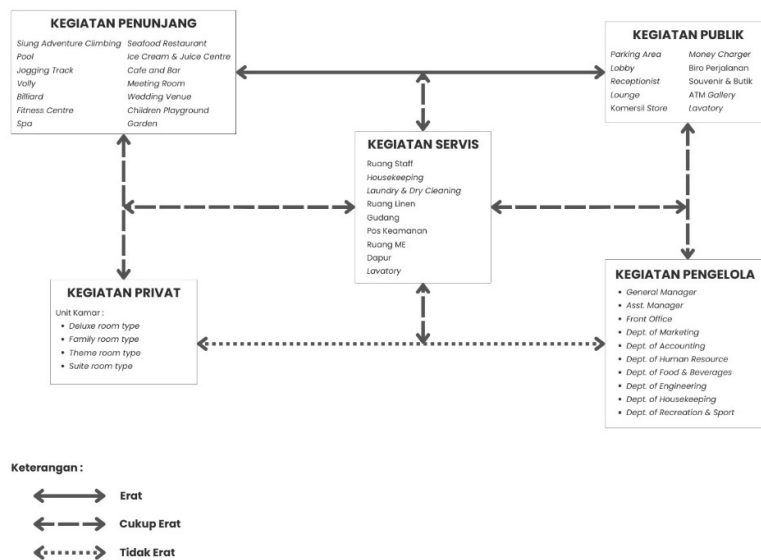 KEGIATAN PENUNJANG
Siung Adventure Climbing
Pool
Jogging Track
Volly
Billiard
Fitness Centre
Spa
Seafood Restaurant
Ice Cream & Juice Centre
Cafe and Bar
Meeting Room
Wedding Venue
Children Playground
Garden
KEGIATAN PUBLIK
Parking Area
Lobby
Receptionist
Lounge
Komersil Store
Money Charger
Biro Perjalanan
Souvenir & Butik
ATM Gallery
Lavatory
KEGIATAN SERVIS
Ruang Staff
Housekeeping
Laundry & Dry Cleaning
Ruang Linen
Gudang
Pos Keamanan
Ruang ME
Dapur
Lavatory
KEGIATAN PRIVAT
Unit Kamar :
• Deluxe room type
• Family room type
• Theme room type
• Suite room type
KEGIATAN PENGELOLA
• General Manager
• Asst. Manager
• Front Office
• Dept. of Marketing
• Dept. of Accounting
• Dept. of Human Resource
• Dept. of Food & Beverages
• Dept. of Engineering
• Dept. of Housekeeping
• Dept. of Recreation & Sport
Keterangan :
Erat
Cukup Erat
Tidak Erat